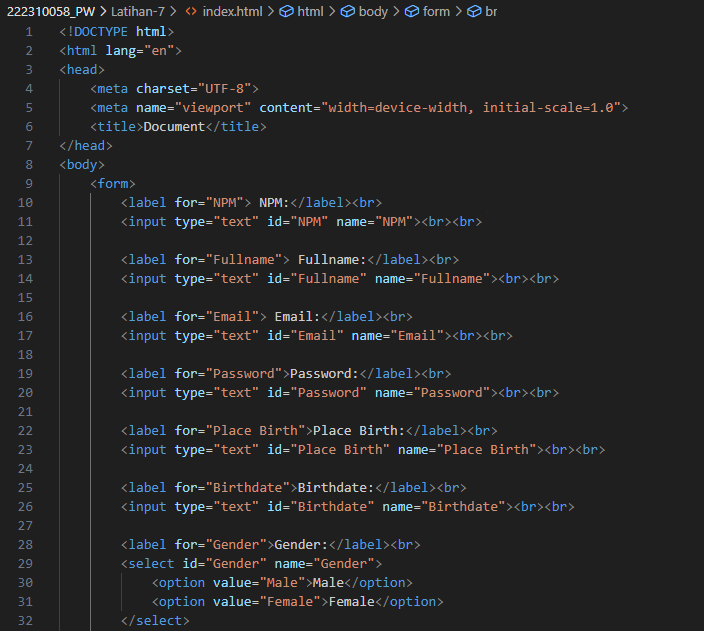 222310058_PW > Latihan-7 > <> index.html > html > body > form > br
1 <!DOCTYPE html>
2 <html lang="en">
3 <head>
4     <meta charset="UTF-8">
5     <meta name="viewport" content="width=device-width, initial-scale=1.0">
6     <title>Document</title>
7 </head>
8 <body>
9     <form>
10         <label for="NPM"> NPM:</label><br>
11         <input type="text" id="NPM" name="NPM"><br><br>
12
13         <label for="Fullname"> Fullname:</label><br>
14         <input type="text" id="Fullname" name="Fullname"><br><br>
15
16         <label for="Email"> Email:</label><br>
17         <input type="text" id="Email" name="Email"><br><br>
18
19         <label for="Password">Password:</label><br>
20         <input type="text" id="Password" name="Password"><br><br>
21
22         <label for="Place Birth">Place Birth:</label><br>
23         <input type="text" id="Place Birth" name="Place Birth"><br><br>
24
25         <label for="Birthdate">Birthdate:</label><br>
26         <input type="text" id="Birthdate" name="Birthdate"><br><br>
27
28         <label for="Gender">Gender:</label><br>
29         <select id="Gender" name="Gender">
30             <option value="Male">Male</option>
31             <option value="Female">Female</option>
32         </select>